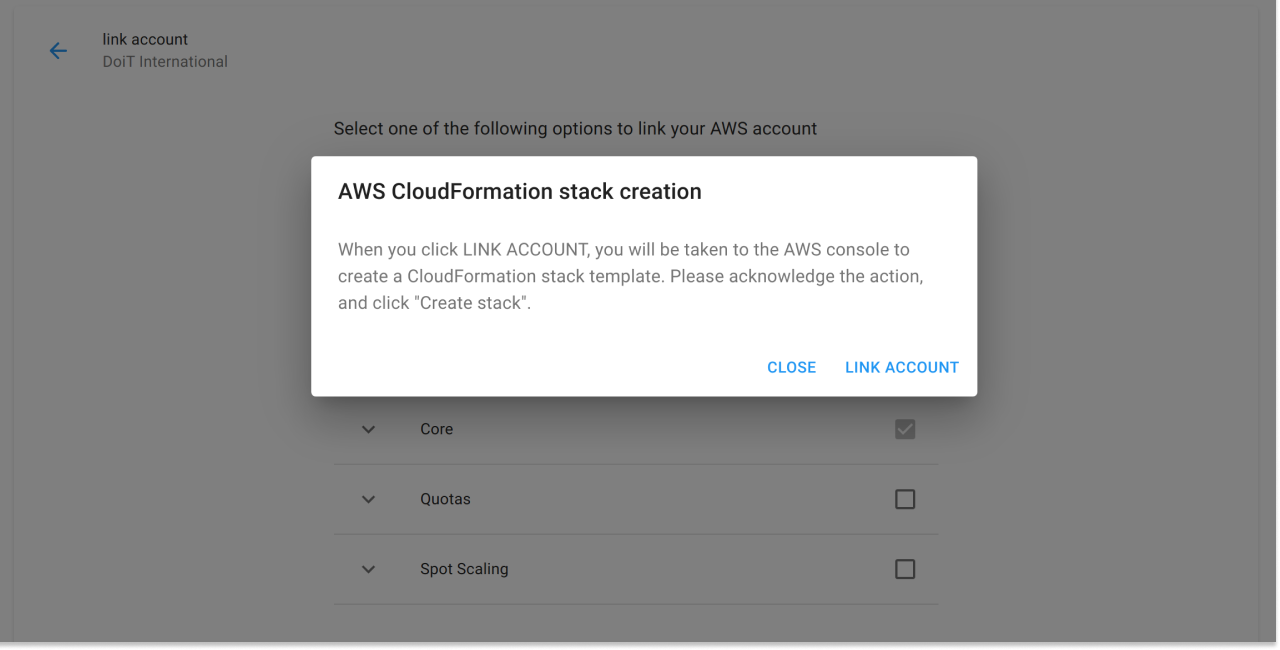 link account
DoiT International
Select one of the following options to link your AWS account
AWS CloudFormation stack creation
When you click LINK ACCOUNT, you will be taken to the AWS console to
create a CloudFormation stack template. Please acknowledge the action,
and click "Create stack".
CLOSE LINK ACCOUNT
Core
Quotas
Spot Scaling